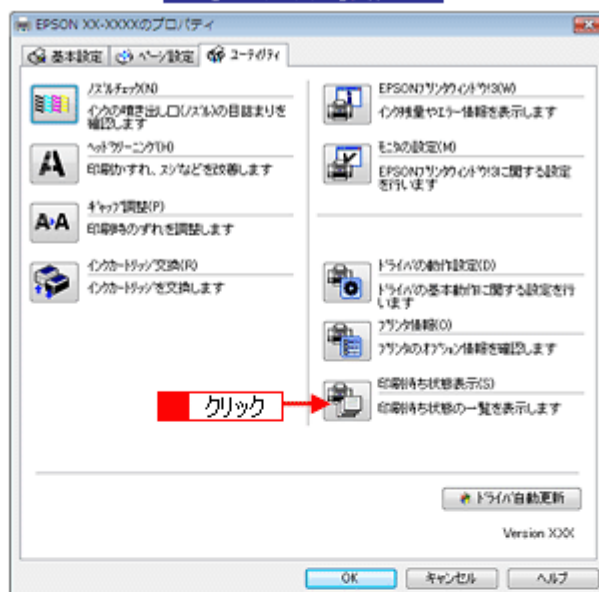 EPSON XX-XXXXのプロパティ
基本設定 ページ設定 ユーティリティ
ノズルチェック(N)
インクの噴き出し口(ノズル)の目詰まりを
確認します
ヘッドクリーニング(H)
印刷かすれ、スジなどを改善します
ギャップ調整(P)
印刷時のずれを調整します
インクカートリッジ交換(R)
インクカートリッジを交換します
EPSONプリンタウィンドウ!3(W)
インク残量やエラー情報を表示します
モニタの設定(M)
EPSONプリンタウィンドウ!3に関する設定
を行います
ドライバの動作設定(D)
ドライバの基本動作に関する設定を行
います
プリンタ情報(O)
プリンタのオプション情報を確認します
印刷待ち状態表示(S)
印刷待ち状態の一覧を表示します
クリック
ドライバ自動更新
Version XXX
OK キャンセル ヘルプ